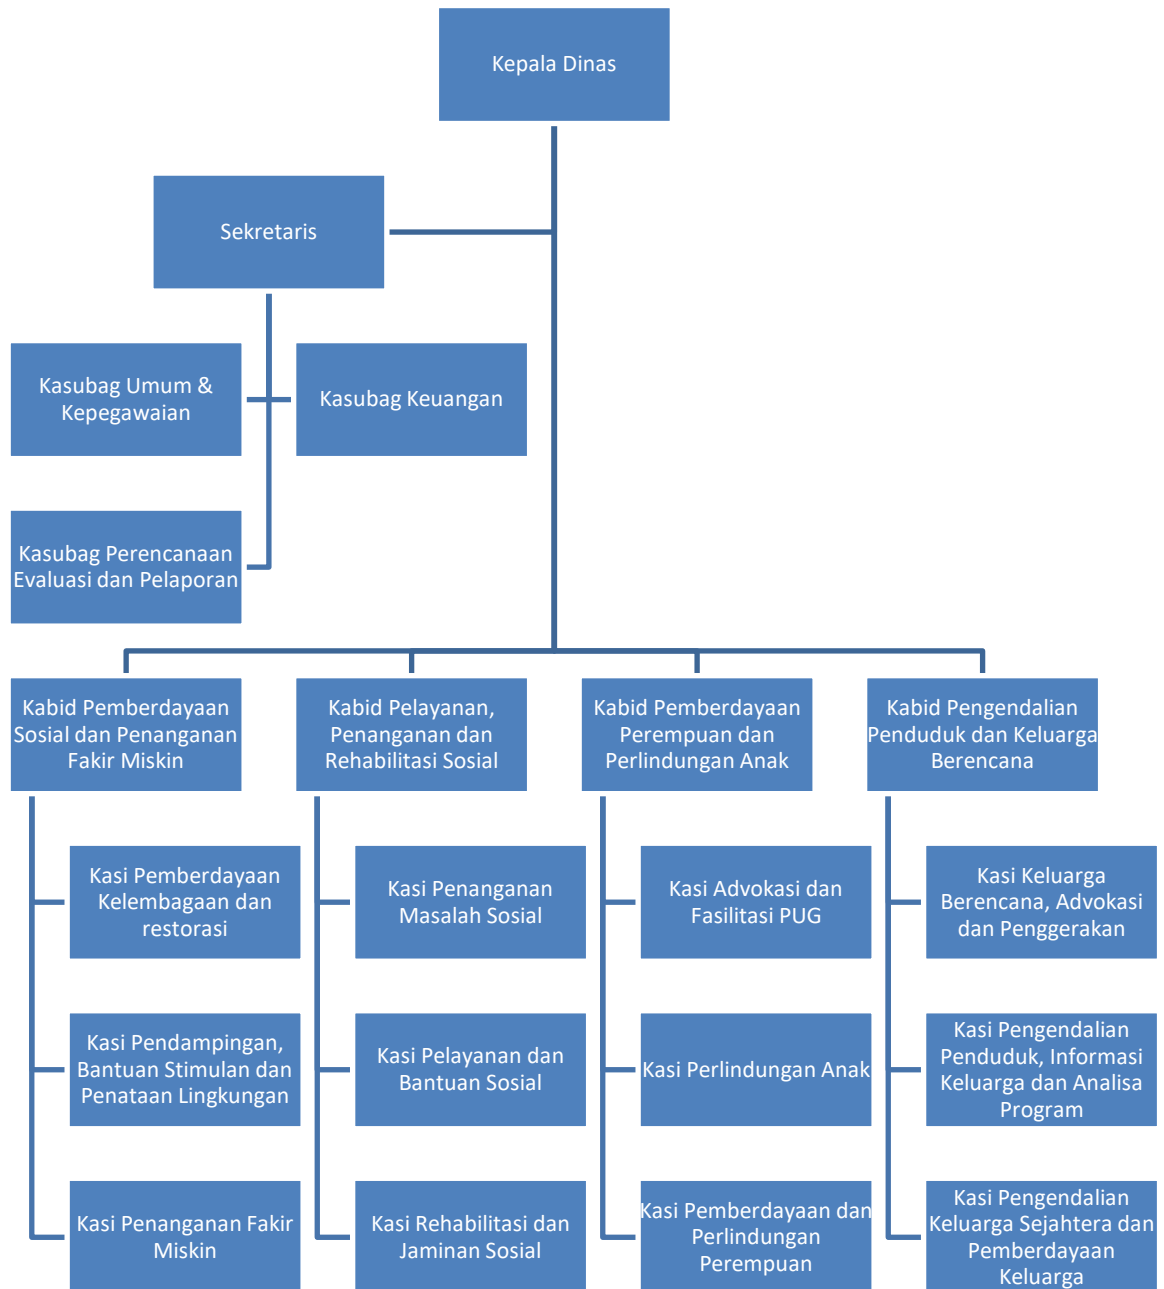 Kepala Dinas
Sekretaris
Kasubag Umum &
Kepegawaian
Kasubag Keuangan
Kasubag Perencanaan
Evaluasi dan Pelaporan
Kabid Pemberdayaan
Sosial dan Penanganan
Fakir Miskin
Kabid Pelayanan,
Penanganan dan
Rehabilitasi Sosial
Kabid Pemberdayaan
Perempuan dan
Perlindungan Anak
Kabid Pengendalian
Penduduk dan Keluarga
Berencana
Kasi Pemberdayaan
Kelembagaan dan
restorasi
Kasi Penanganan
Masalah Sosial
Kasi Advokasi dan
Fasilitasi PUG
Kasi Keluarga
Berencana, Advokasi
dan Penggerakan
Kasi Pendampingan,
Bantuan Stimulan dan
Penataan Lingkungan
Kasi Pelayanan dan
Bantuan Sosial
Kasi Perlindungan Anak
Kasi Pengendalian
Penduduk, Informasi
Keluarga dan Analisa
Program
Kasi Penanganan Fakir
Miskin
Kasi Rehabilitasi dan
Jaminan Sosial
Kasi Pemberdayaan dan
Perlindungan
Perempuan
Kasi Pengendalian
Keluarga Sejahtera dan
Pemberdayaan
Keluarga